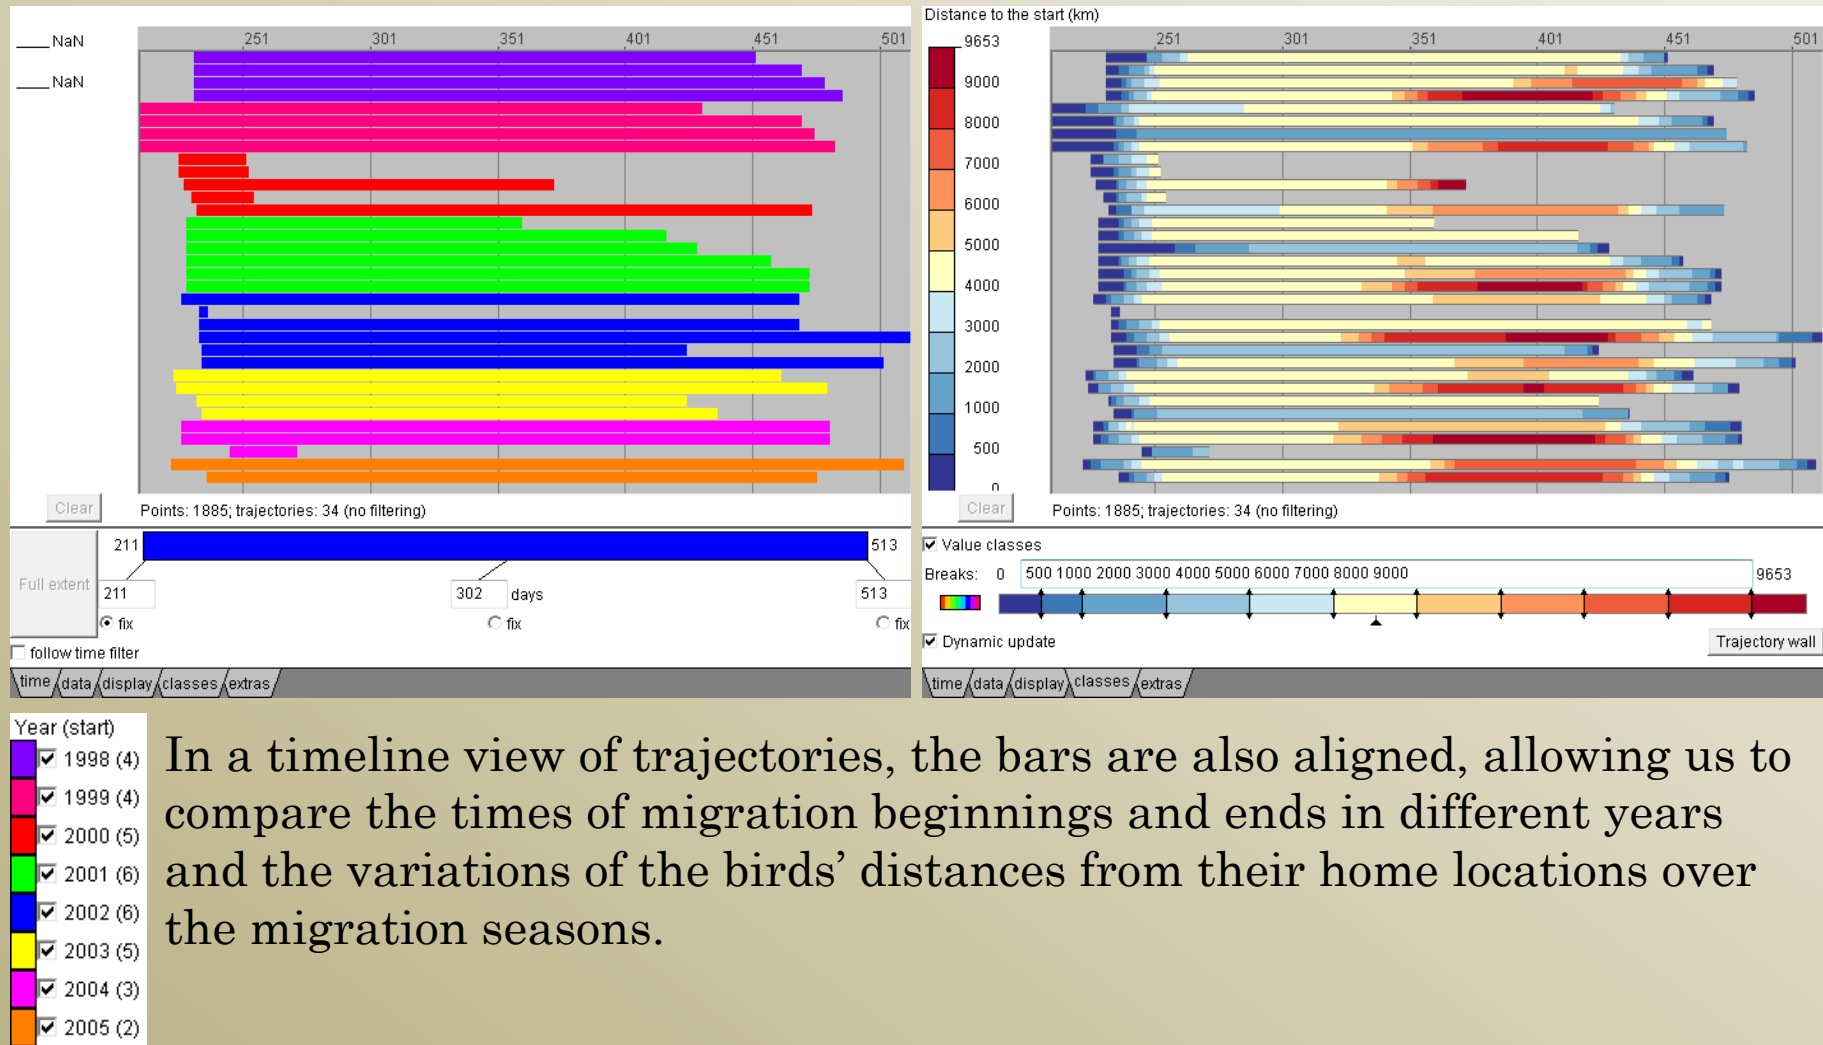 NaN
NaN
251 301 351 401 451 501
Clear
Points: 1885; trajectories: 34 (no filtering)
Full extent
211 513
211 302 days 513
fix fix fix
follow time filter
time data display classes extras
Distance to the start (km)
251 301 351 401 451 501
9653
9000
8000
7000
6000
5000
4000
3000
2000
1000
500
0
Clear
Points: 1885; trajectories: 34 (no filtering)
Value classes
Breaks: 0 500 1000 2000 3000 4000 5000 6000 7000 8000 9000 9653
Dynamic update
Trajectory wall
time data display classes extras
Year (start)
1998 (4)
1999 (4)
2000 (5)
2001 (6)
2002 (6)
2003 (5)
2004 (3)
2005 (2)
In a timeline view of trajectories, the bars are also aligned, allowing us to
compare the times of migration beginnings and ends in different years
and the variations of the birds’ distances from their home locations over
the migration seasons.